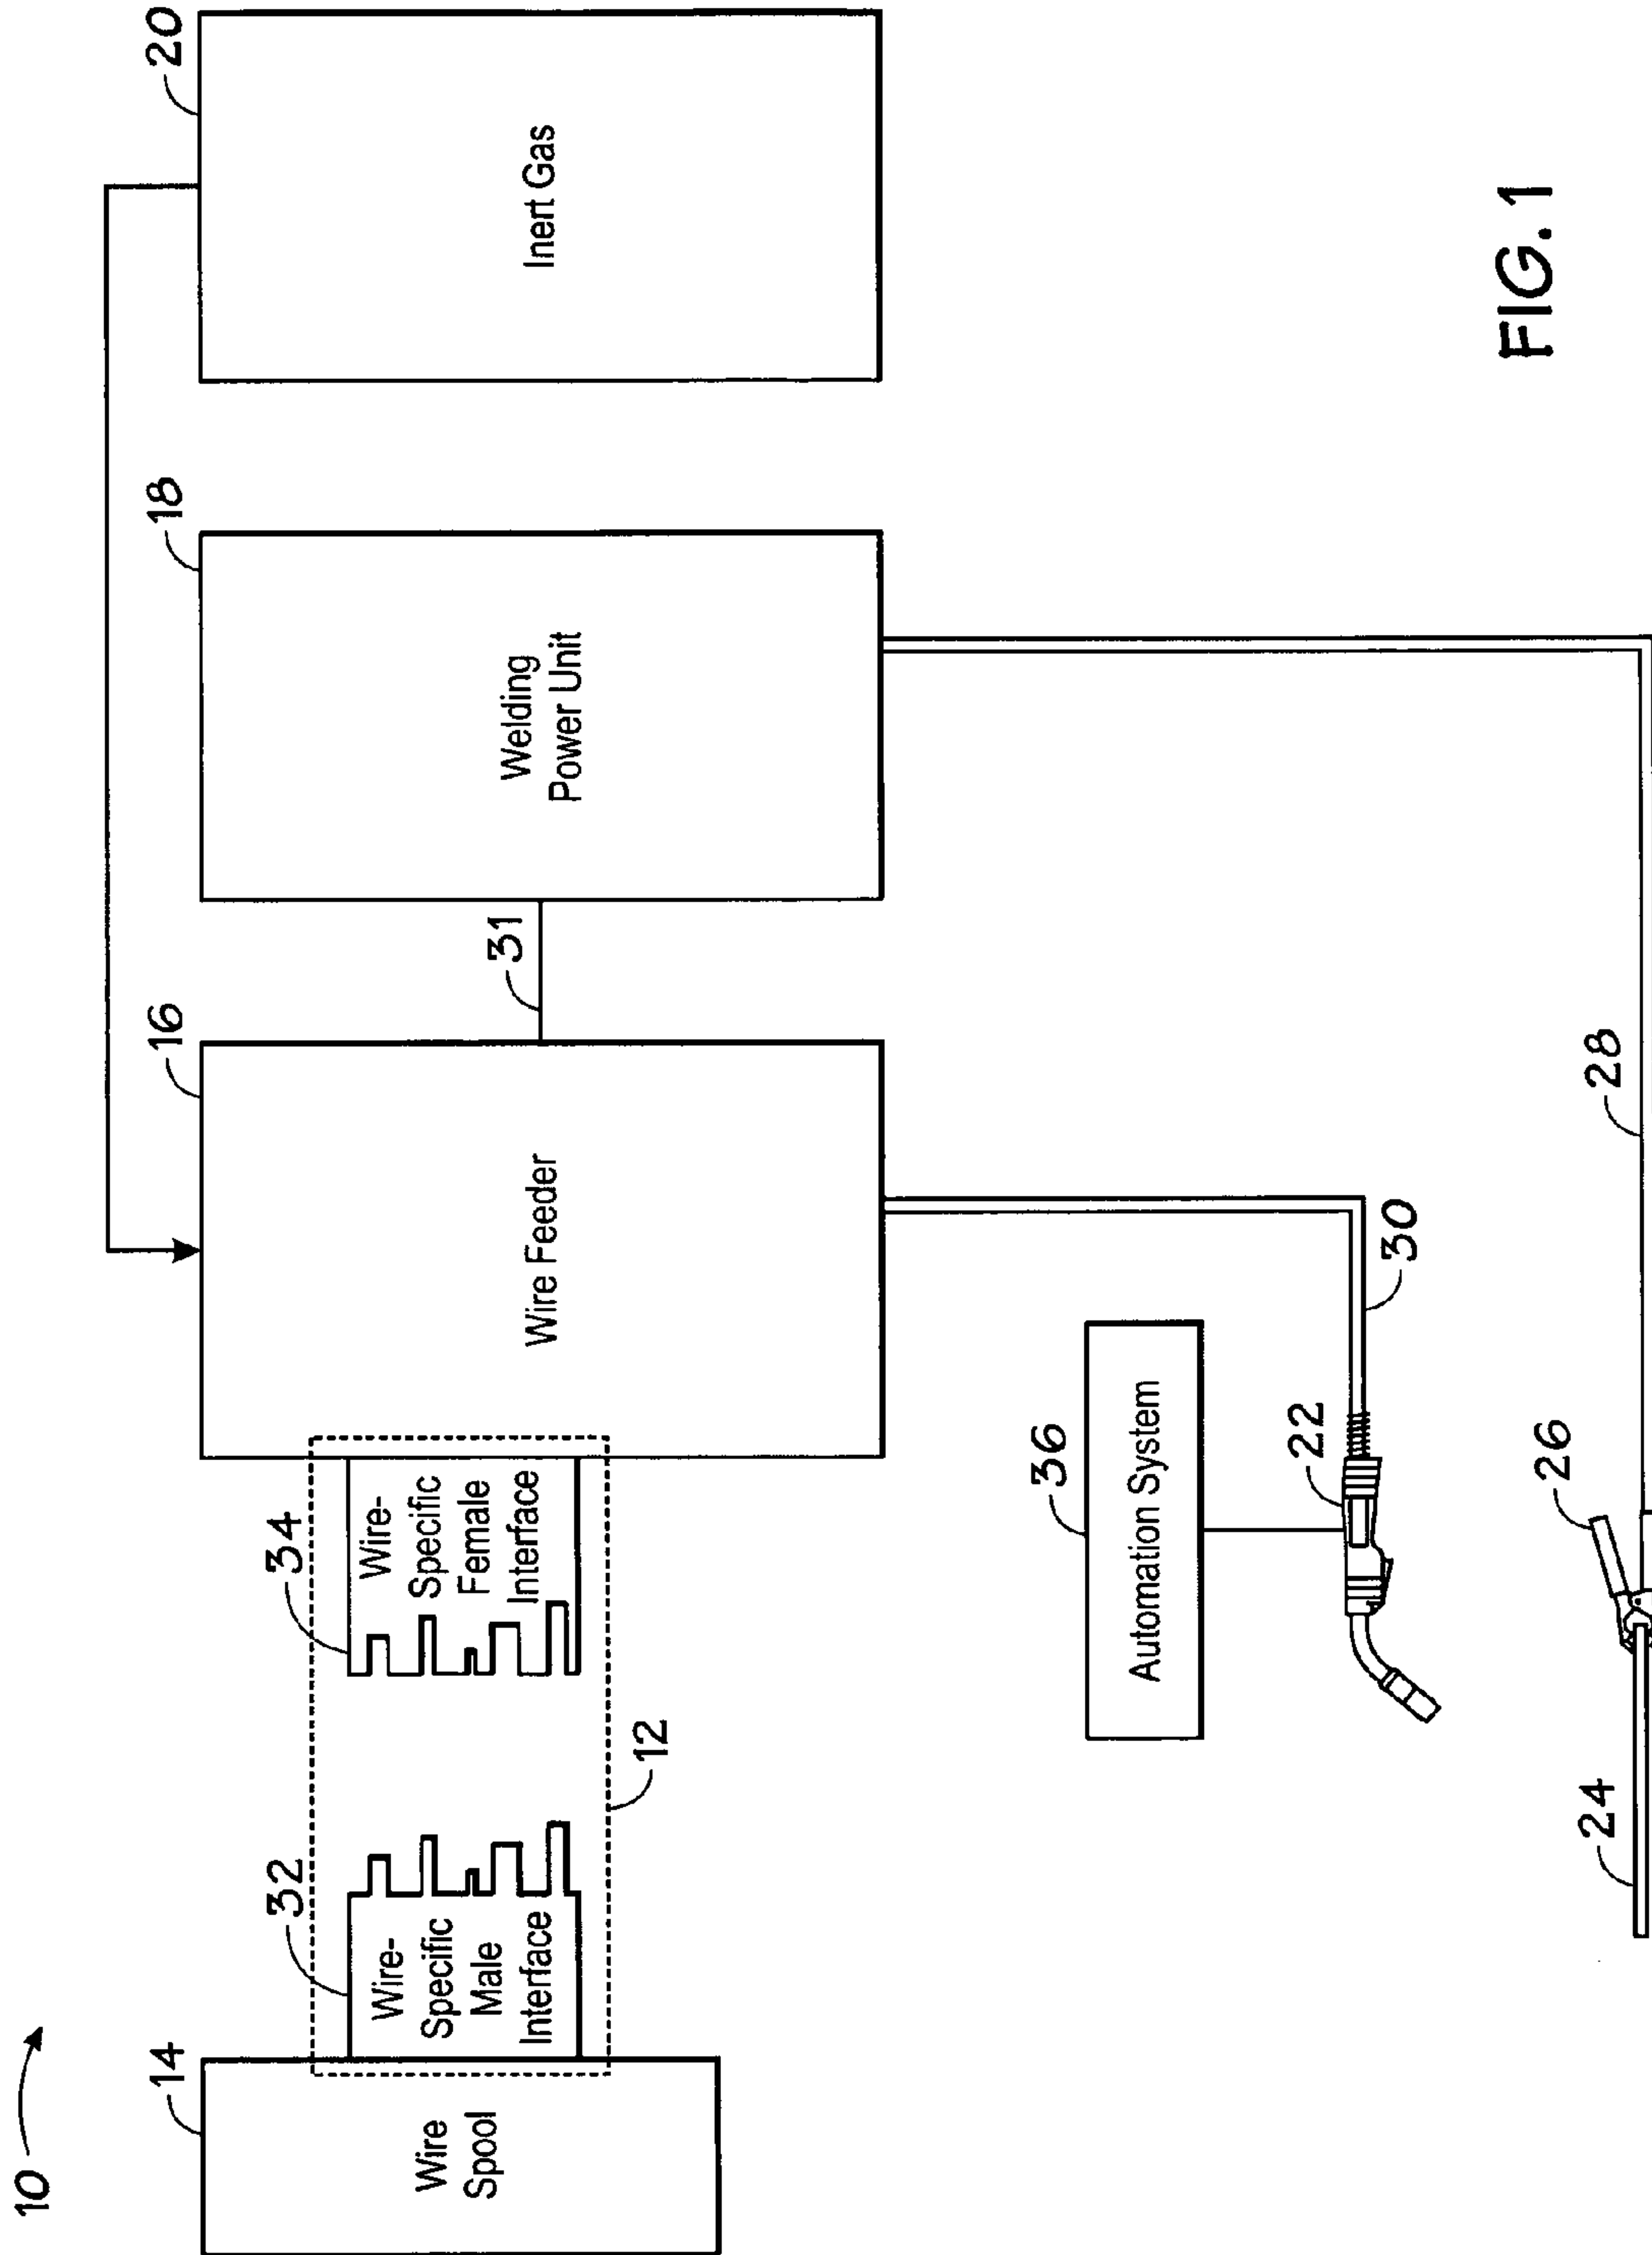 10
14
Wire
Spool
32
Wire-
Specific
Male
Interface
12
34
Wire-
Specific
Female
Interface
16
Wire Feeder
31
18
Welding
Power Unit
20
Inert Gas
36
Automation System
22
30
24
26
28
FIG. 1